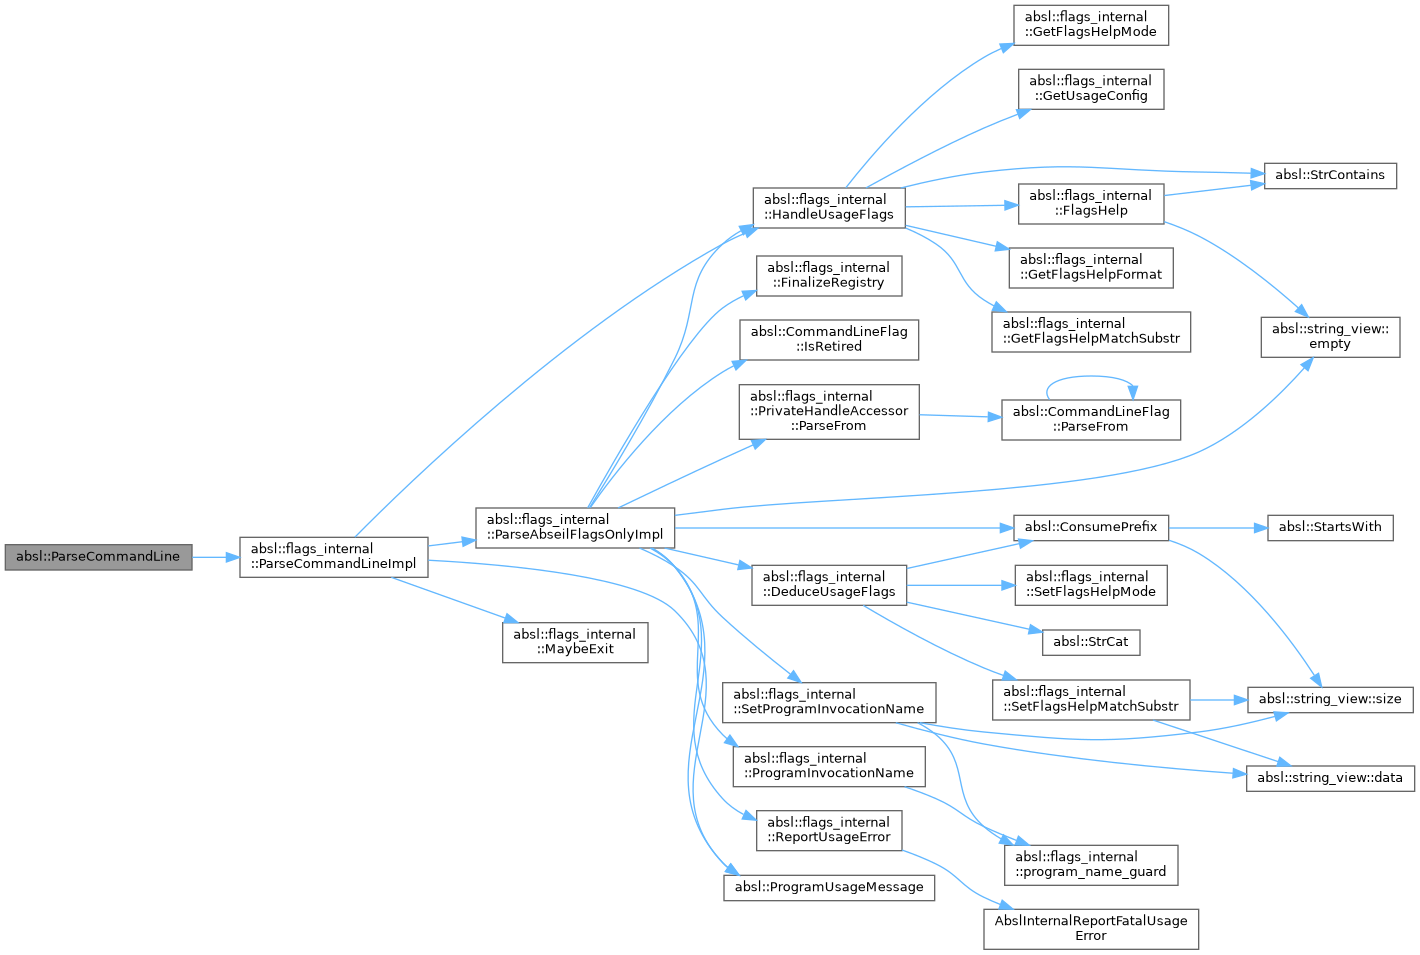 absl::flags_internal
::GetFlagsHelpMode
absl::flags_internal
::GetUsageConfig
absl::StrContains
absl::flags_internal
::HandleUsageFlags
absl::flags_internal
::FlagsHelp
absl::flags_internal
::GetFlagsHelpFormat
absl::flags_internal
::FinalizeRegistry
absl::flags_internal
::GetFlagsHelpMatchSubstr
absl::string_view::
empty
absl::CommandLineFlag
::IsRetired
absl::flags_internal
::PrivateHandleAccessor
::ParseFrom
absl::CommandLineFlag
::ParseFrom
absl::flags_internal
::ParseAbseilFlagsOnlyImpl
absl::ConsumePrefix
absl::StartsWith
absl::ParseCommandLine
absl::flags_internal
::ParseCommandLineImpl
absl::flags_internal
::DeduceUsageFlags
absl::flags_internal
::SetFlagsHelpMode
absl::flags_internal
::MaybeExit
absl::StrCat
absl::flags_internal
::SetProgramInvocationName
absl::flags_internal
::SetFlagsHelpMatchSubstr
absl::string_view::size
absl::flags_internal
::ProgramInvocationName
absl::string_view::data
absl::flags_internal
::ReportUsageError
absl::flags_internal
::program_name_guard
absl::ProgramUsageMessage
AbslInternalReportFatalUsage
Error